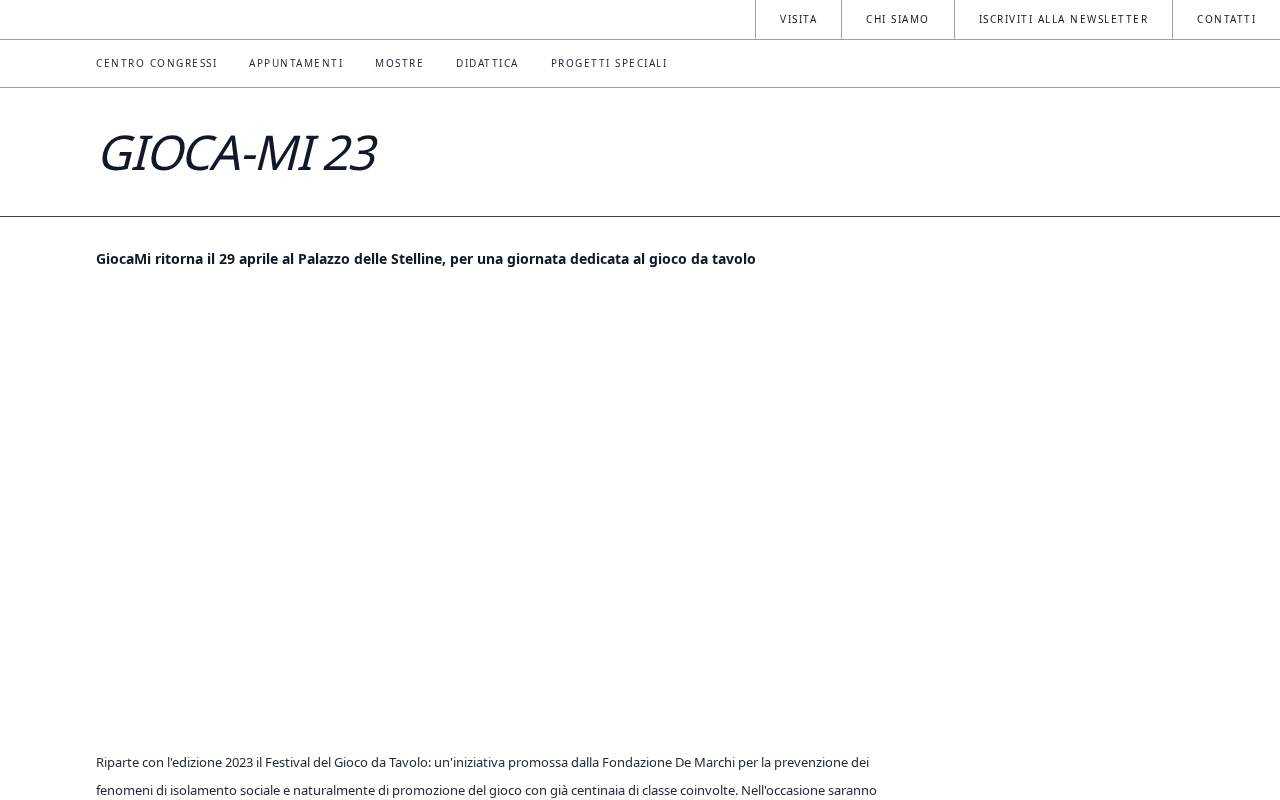 VISITA
CHI SIAMO
ISCRIVITI ALLA NEWSLETTER
CONTATTI
CENTRO CONGRESSI
APPUNTAMENTI
MOSTRE
DIDATTICA
PROGETTI SPECIALI
GIOCA-MI 23
GiocaMi ritorna il 29 aprile al Palazzo delle Stelline, per una giornata dedicata al gioco da tavolo
Riparte con l'edizione 2023 il Festival del Gioco da Tavolo: un'iniziativa promossa dalla Fondazione De Marchi per la prevenzione dei
fenomeni di isolamento sociale e naturalmente di promozione del gioco con già centinaia di classe coinvolte. Nell'occasione saranno